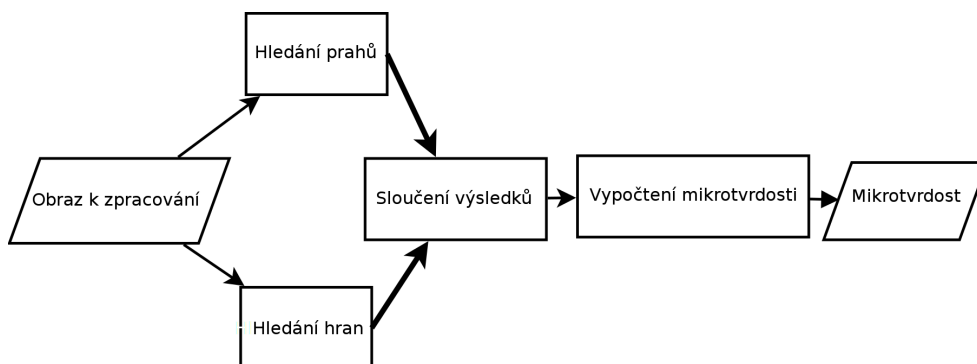 Hledání prahů
Obraz k zpracování
Sloučení výsledků
Vypočtení mikrotvrdosti
Mikrotvrdost
Hledání hran